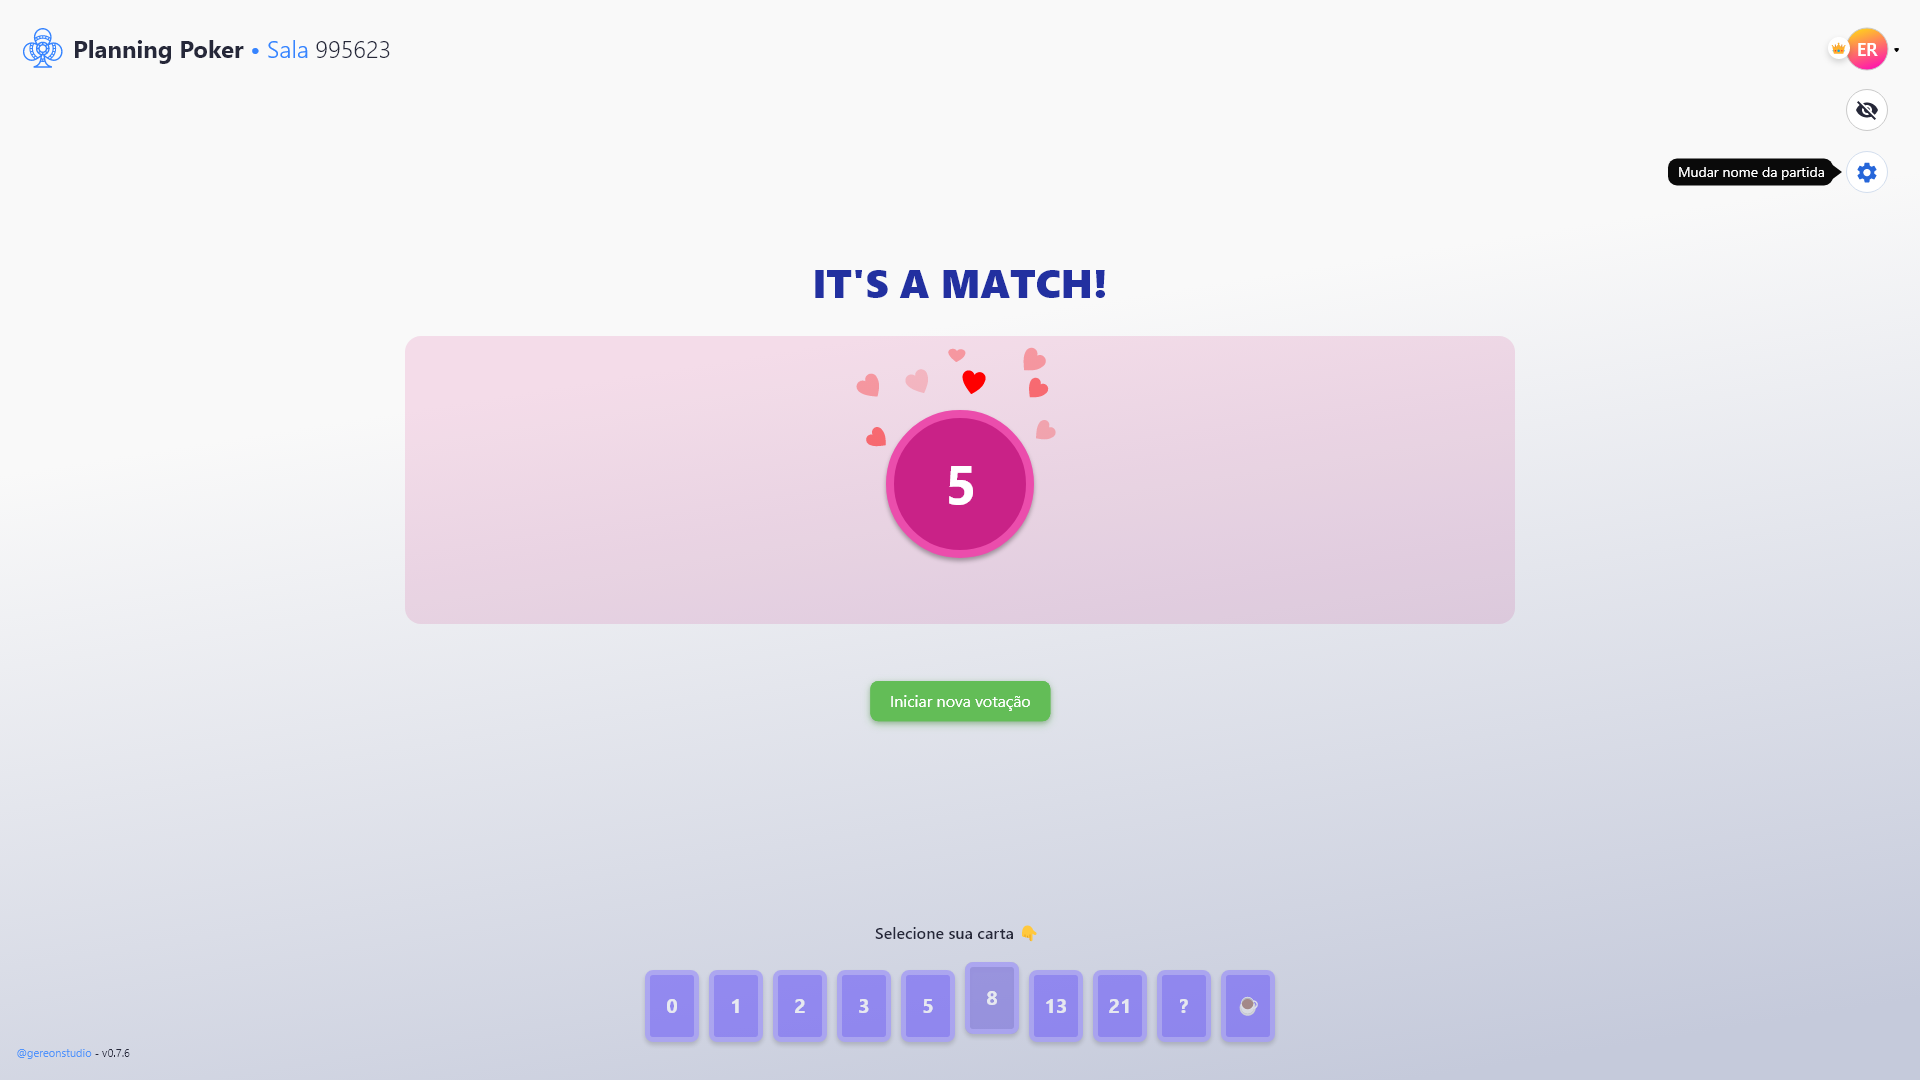 Planning Poker • Sala 995623
ER
Mudar nome da partida
IT'S A MATCH!
5
Iniciar nova votação
Selecione sua carta 👇
0 1 2 3 5 8 13 21 ?
@gereonstudio - v0.7.6